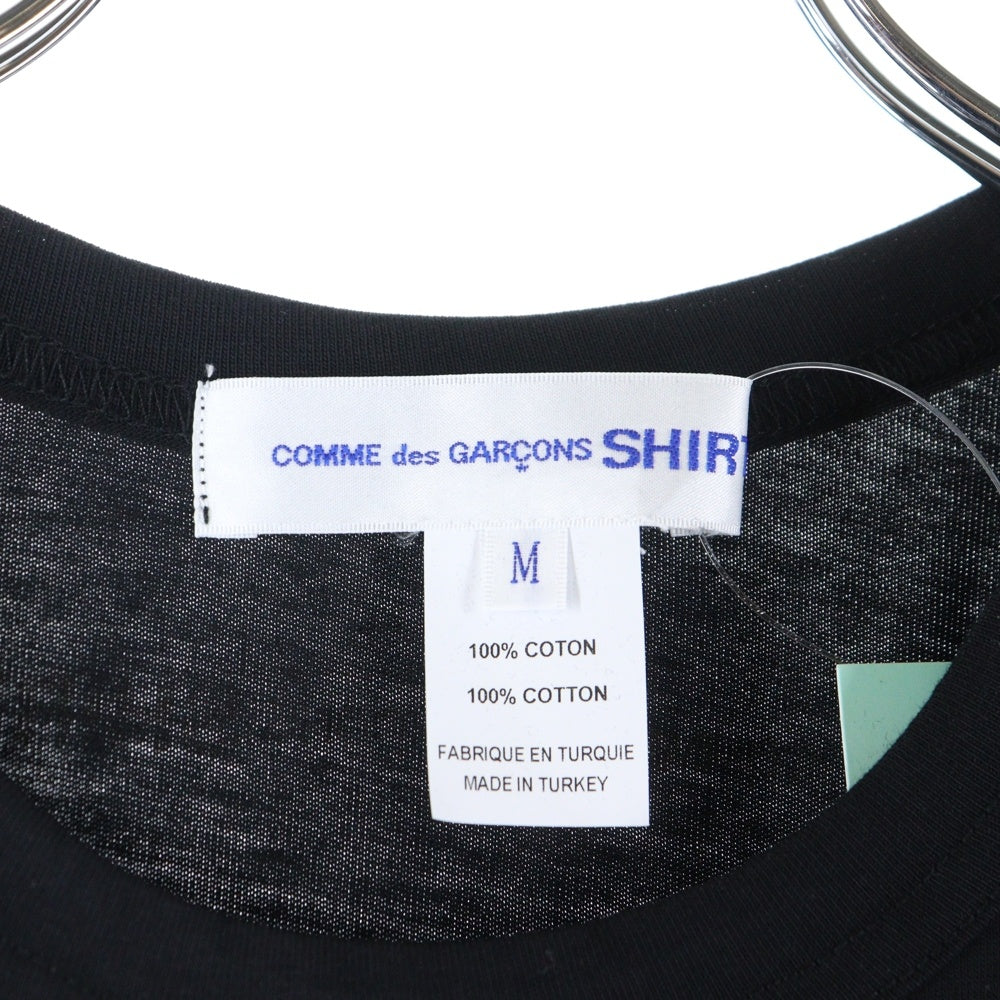 COMME des GARÇONS SHIRT
M
100% COTON
100% COTTON
FABRIQUE EN TURQUIE
MADE IN TURKEY